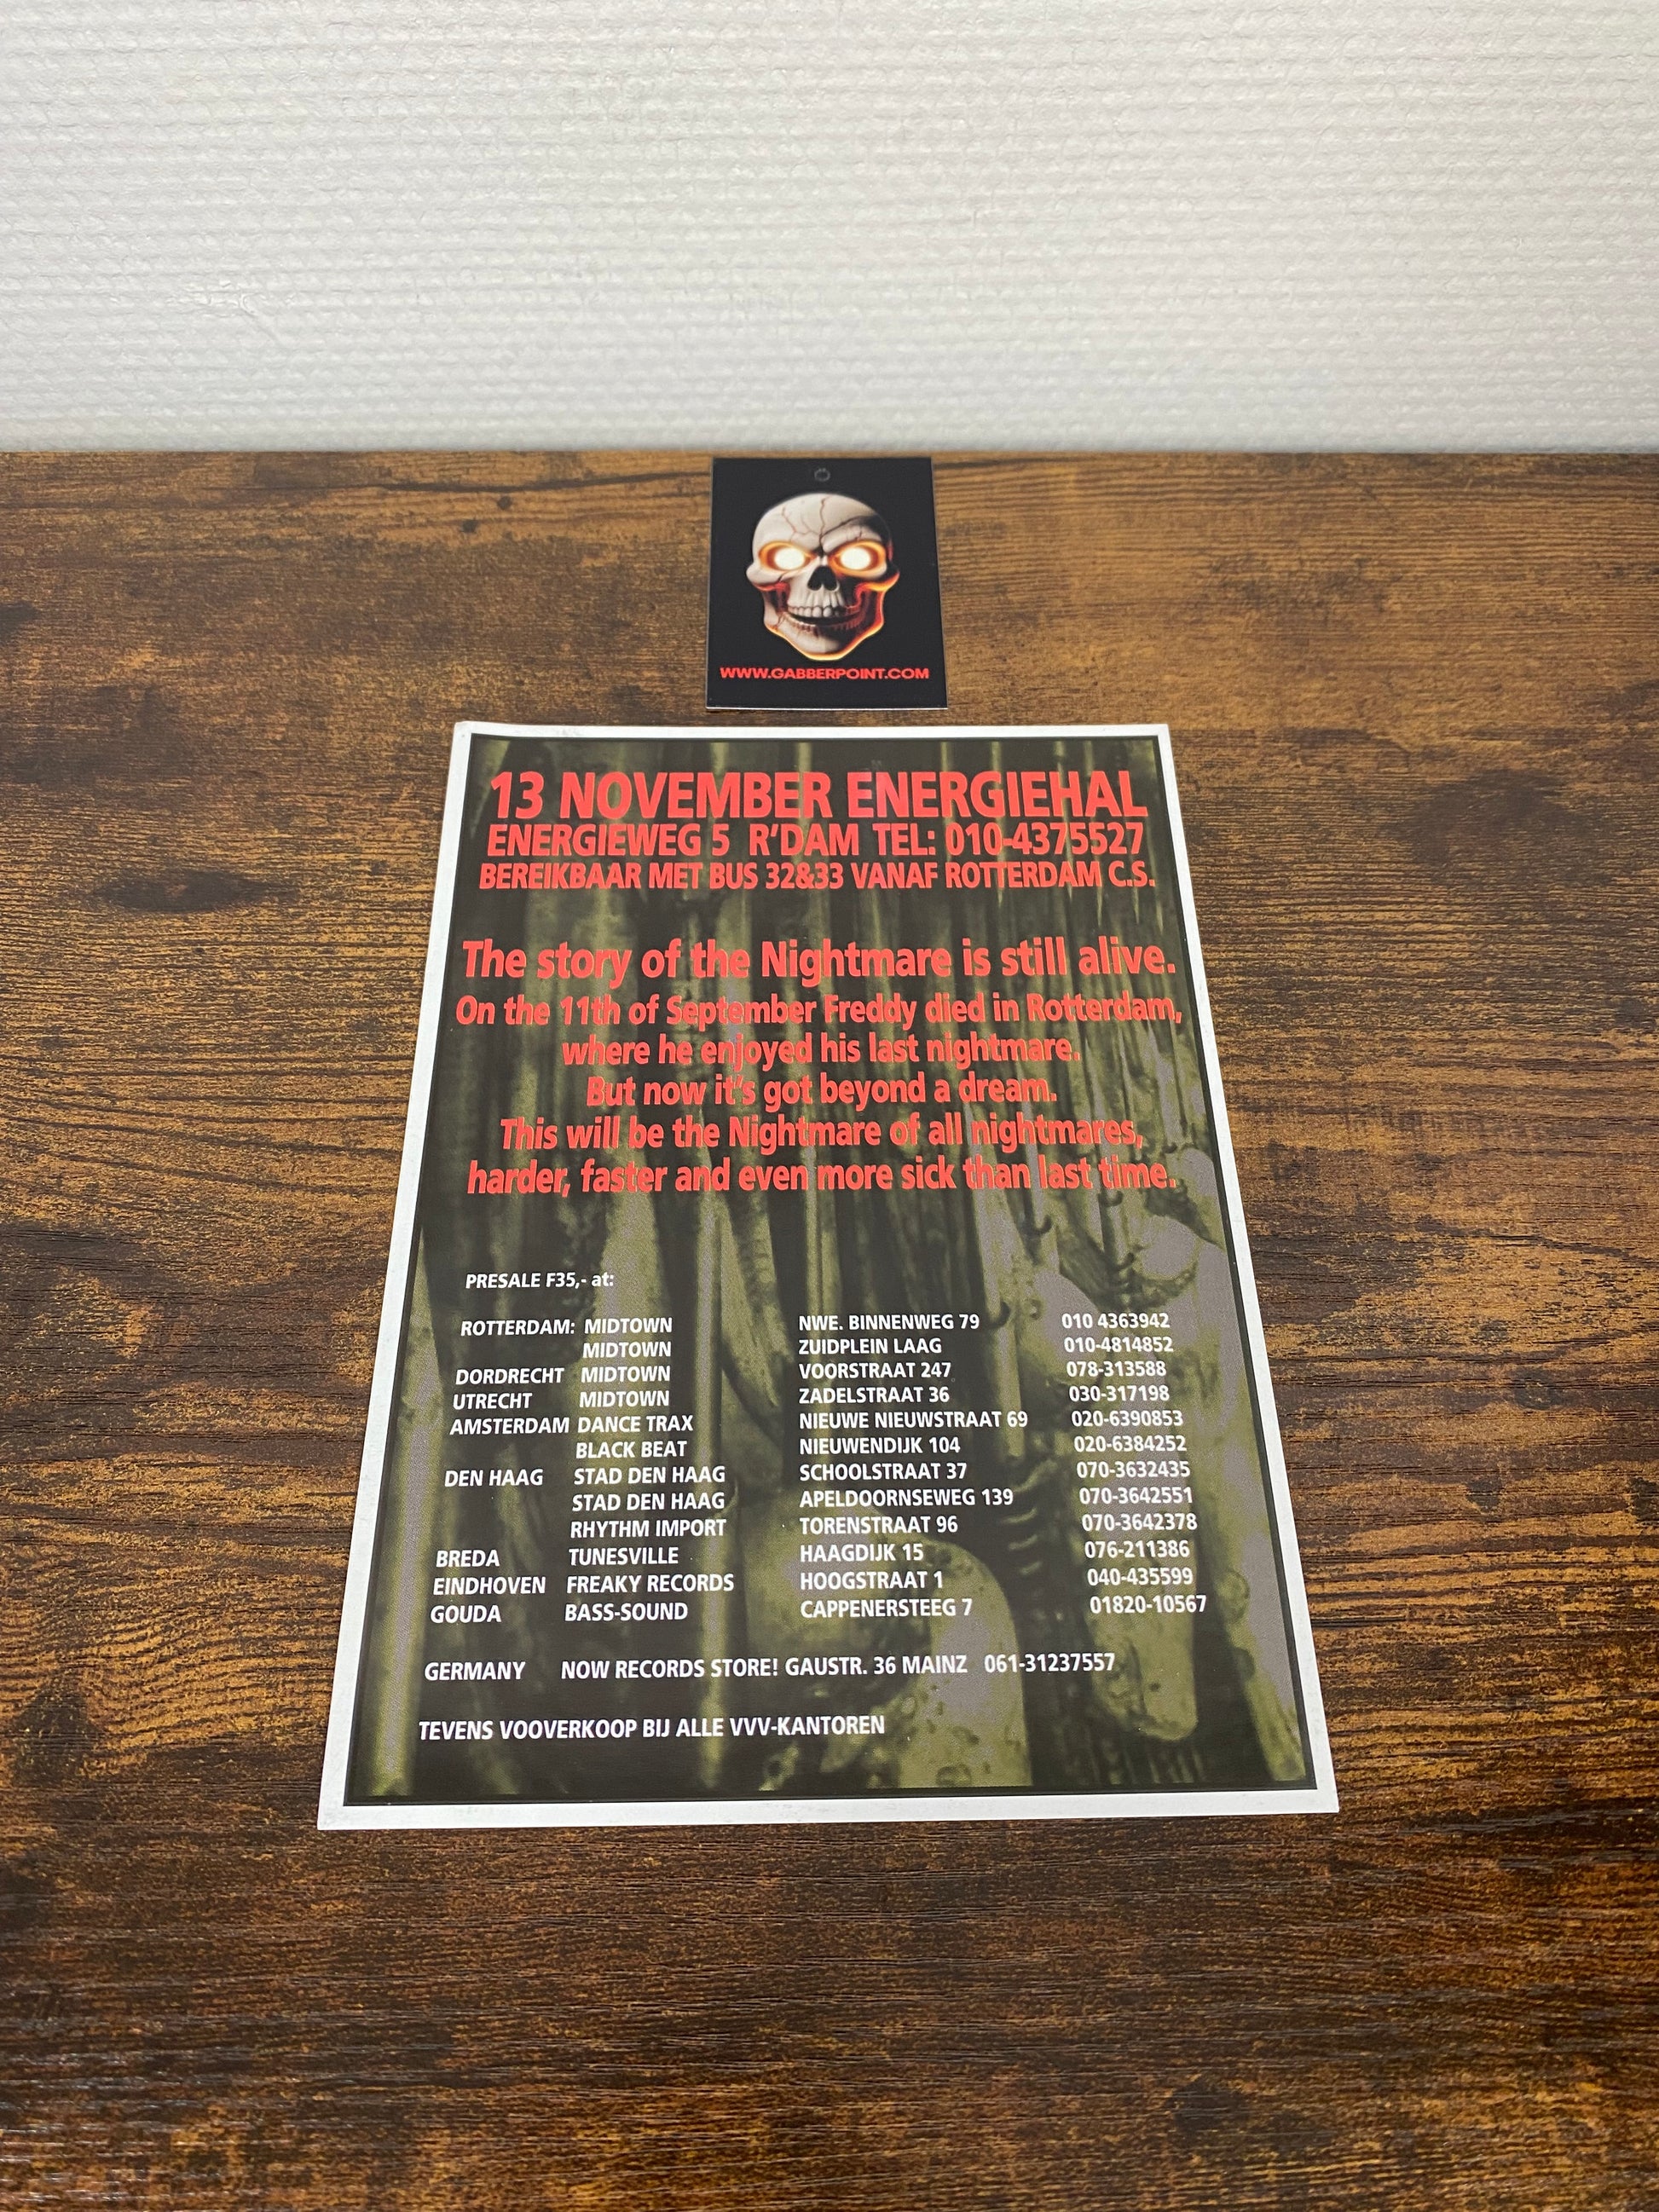 WWW.GABBERPOINT.COM
13 NOVEMBER ENERGIEHAL
ENERGIEWEG 5 R'DAM TEL: 010-4375527
BEREIKBAAR MET BUS 32&33 VANAF ROTTERDAM C.S.
The story of the Nightmare is still alive.
On the 11th of September Freddy died in Rotterdam,
where he enjoyed his last nightmare.
But now it's got beyond a dream.
This will be the Nightmare of all nightmares,
harder, faster and even more sick than last time.
PRESALE F35,- at:
ROTTERDAM: MIDTOWN NWE. BINNENWEG 79 010 4363942
MIDTOWN ZUIDPLEIN LAAG 010-4814852
DORDRECHT MIDTOWN VOORSTRAAT 247 078-313588
UTRECHT MIDTOWN ZADELSTRAAT 36 030-317198
AMSTERDAM DANCE TRAX NIEUWE NIEUWSTRAAT 69 020-6390853
BLACK BEAT NIEUWENDIJK 104 020-6384252
DEN HAAG STAD DEN HAAG SCHOOLSTRAAT 37 070-3632435
STAD DEN HAAG APELDOORNSEWEG 139 070-3642551
RHYTHM IMPORT TORENSTRAAT 96 070-3642378
BREDA TUNESVILLE HAAGDIJK 15 076-211386
EINDHOVEN FREAKY RECORDS HOOGSTRAAT 1 040-435599
GOUDA BASS-SOUND CAPPENERSTEEG 7 01820-10567
GERMANY NOW RECORDS STORE! GAUSTR. 36 MAINZ 061-31237557
TEVENS VOOVERKOOP BIJ ALLE VVV-KANTOREN